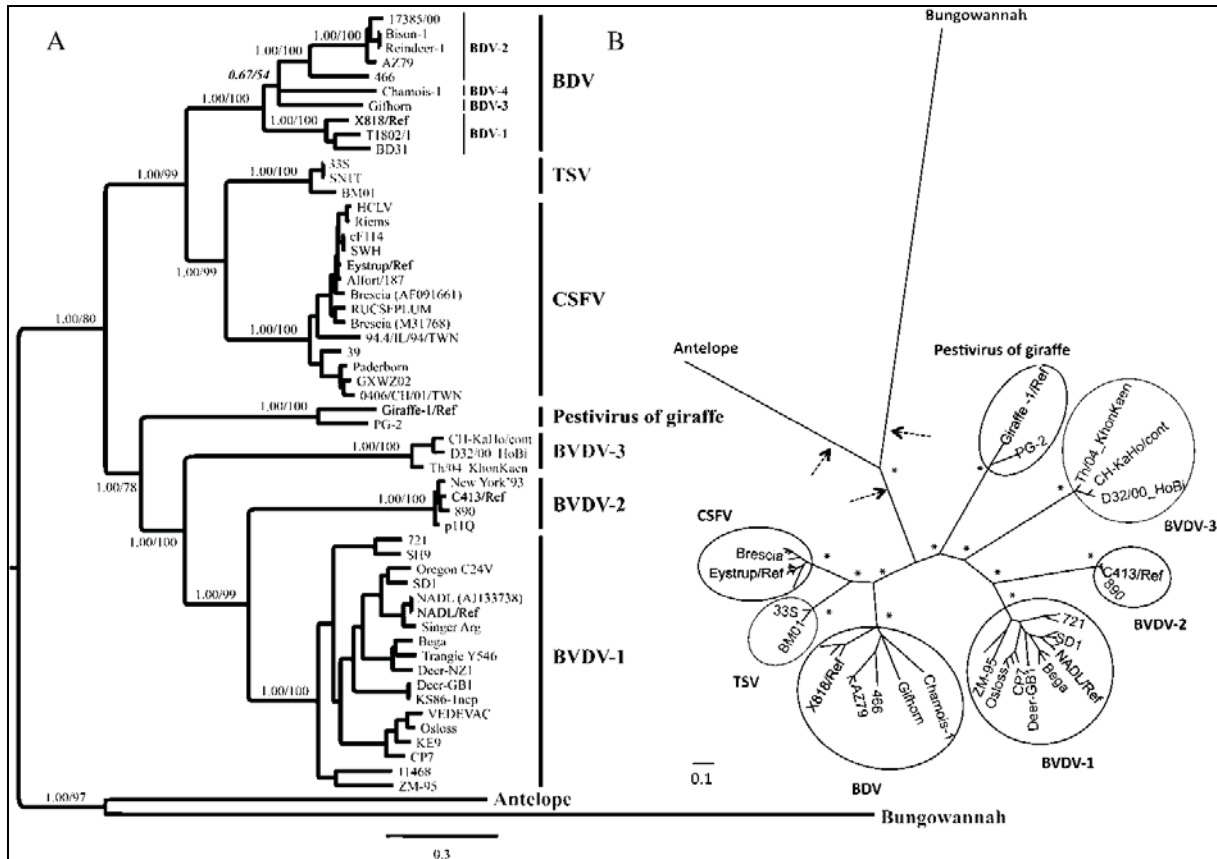 A
17385/00
Bison-1
Reindeer-1
AZ79
466
Chamois-1
Gifhorn
X818/Ref
T1802/1
BD31
BDV-2
BDV-4
BDV-3
BDV-1
BDV
1.00/100
1.00/100
0.67/54
1.00/100
1.00/100
1.00/99
33S
SN1T
BM01
TSV
1.00/100
1.00/99
HCLV
Riems
cF114
SWH
Eystrup/Ref
Alfort/187
Brescia (AF091661)
RUCSFPLUM
Brescia (M31768)
94.4/IL/94/TWN
39
Paderborn
GXWZ02
0406/CH/01/TWN
CSFV
1.00/100
1.00/80
Giraffe-1/Ref
PG-2
Pestivirus of giraffe
1.00/100
1.00/78
CH-KaHo/cont
D32/00_HoBi
Th/04_KhonKaen
BVDV-3
1.00/100
1.00/100
New York'93
C413/Ref
890
p11Q
BVDV-2
1.00/100
1.00/99
721
SH9
Oregon C24V
SD1
NADL (AJ133738)
NADL/Ref
Singer Arg
Bega
Trangie Y546
Deer-NZ1
Deer-GB1
KS86-1ncp
VEDEVAC
Osloss
KE9
CP7
11468
ZM-95
BVDV-1
1.00/100
1.00/97
Antelope
Bungowannah
0.3
B
Bungowannah
Antelope
Pestivirus of giraffe
Giraffe -1/Ref
PG-2
Th/04_KhonKaen
CH-KaHo/cont
D32/00_HoBi
BVDV-3
CSFV
Brescia
Eystrup/Ref
33S
BM01
TSV
C413/Ref
890
BVDV-2
X818/Ref
AZ79
466
Gifhorn
Chamois-1
BDV
ZM-95
Osloss
CP7
Deer-GB1
Bega
NADL/Ref
SD1
721
BVDV-1
0.1
* * * * * * * * * * * * * *